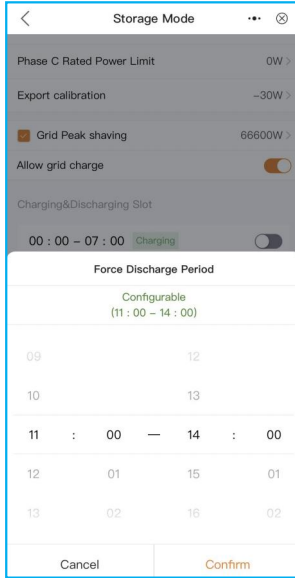 Storage Mode
Phase C Rated Power Limit 0W >
Export calibration −30W >
Grid Peak shaving 66600W >
Allow grid charge
Charging&Discharging Slot
00 : 00 − 07 : 00 Charging
Force Discharge Period
Configurable
(11 : 00 − 14 : 00)
09 12
10 13
11 : 00 — 14 : 00
12 01 15 01
13 02 16 02
Cancel Confirm